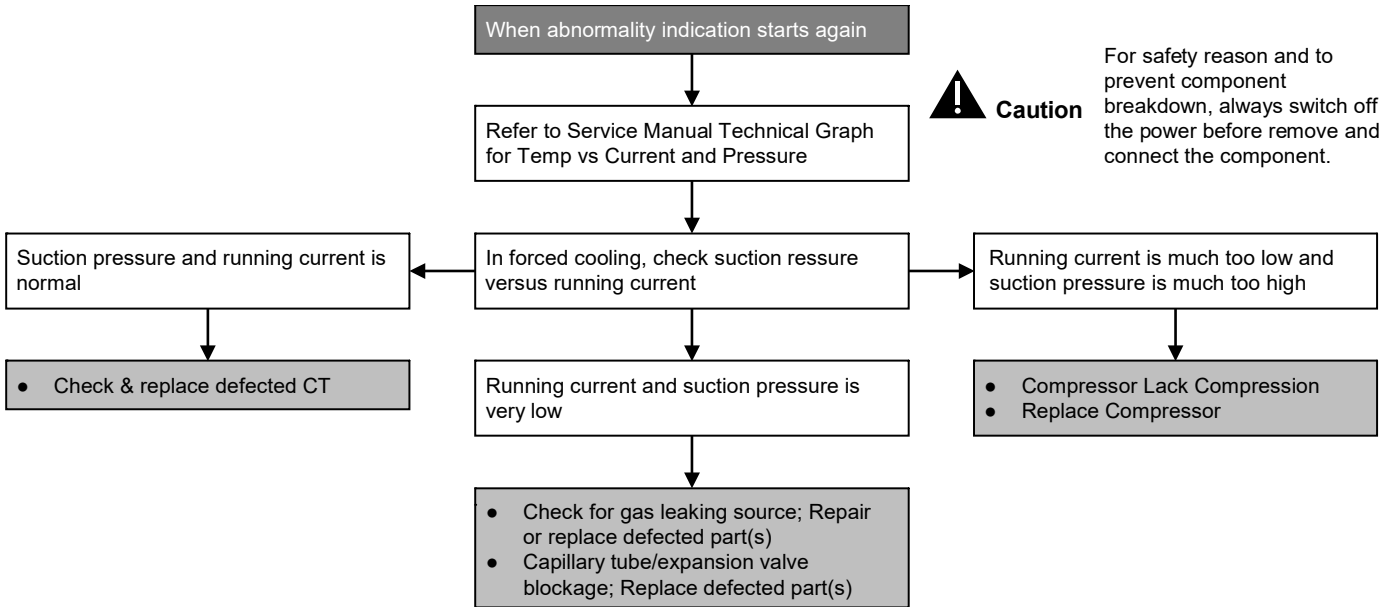 When abnormality indication starts again
Caution
For safety reason and to
prevent component
breakdown, always switch off
the power before remove and
connect the component.
Refer to Service Manual Technical Graph
for Temp vs Current and Pressure
Suction pressure and running current is
normal
In forced cooling, check suction ressure
versus running current
Running current is much too low and
suction pressure is much too high
● Check & replace defected CT
Running current and suction pressure is
very low
● Compressor Lack Compression
● Replace Compressor
● Check for gas leaking source; Repair
or replace defected part(s)
● Capillary tube/expansion valve
blockage; Replace defected part(s)